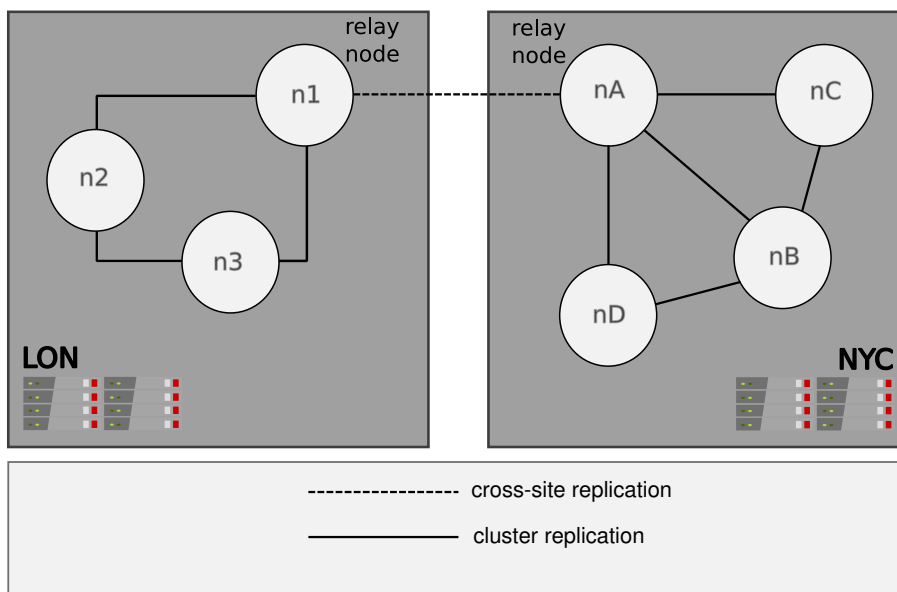 relay
node
n1
n2
n3
LON
relay
node
nA
nC
nB
nD
NYC
cross-site replication
cluster replication